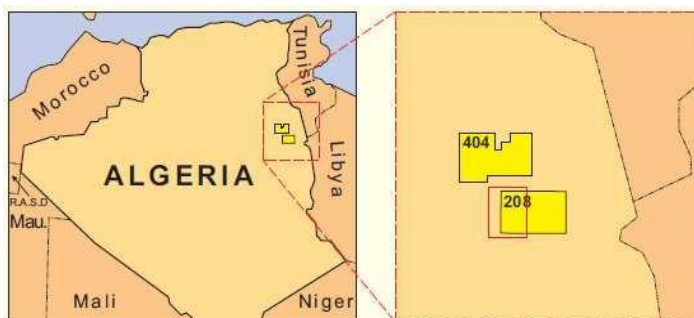 Morocco
Tunisia
ALGERIA
Libya
R.A.S.D
Mau.
Mali
Niger
404
208